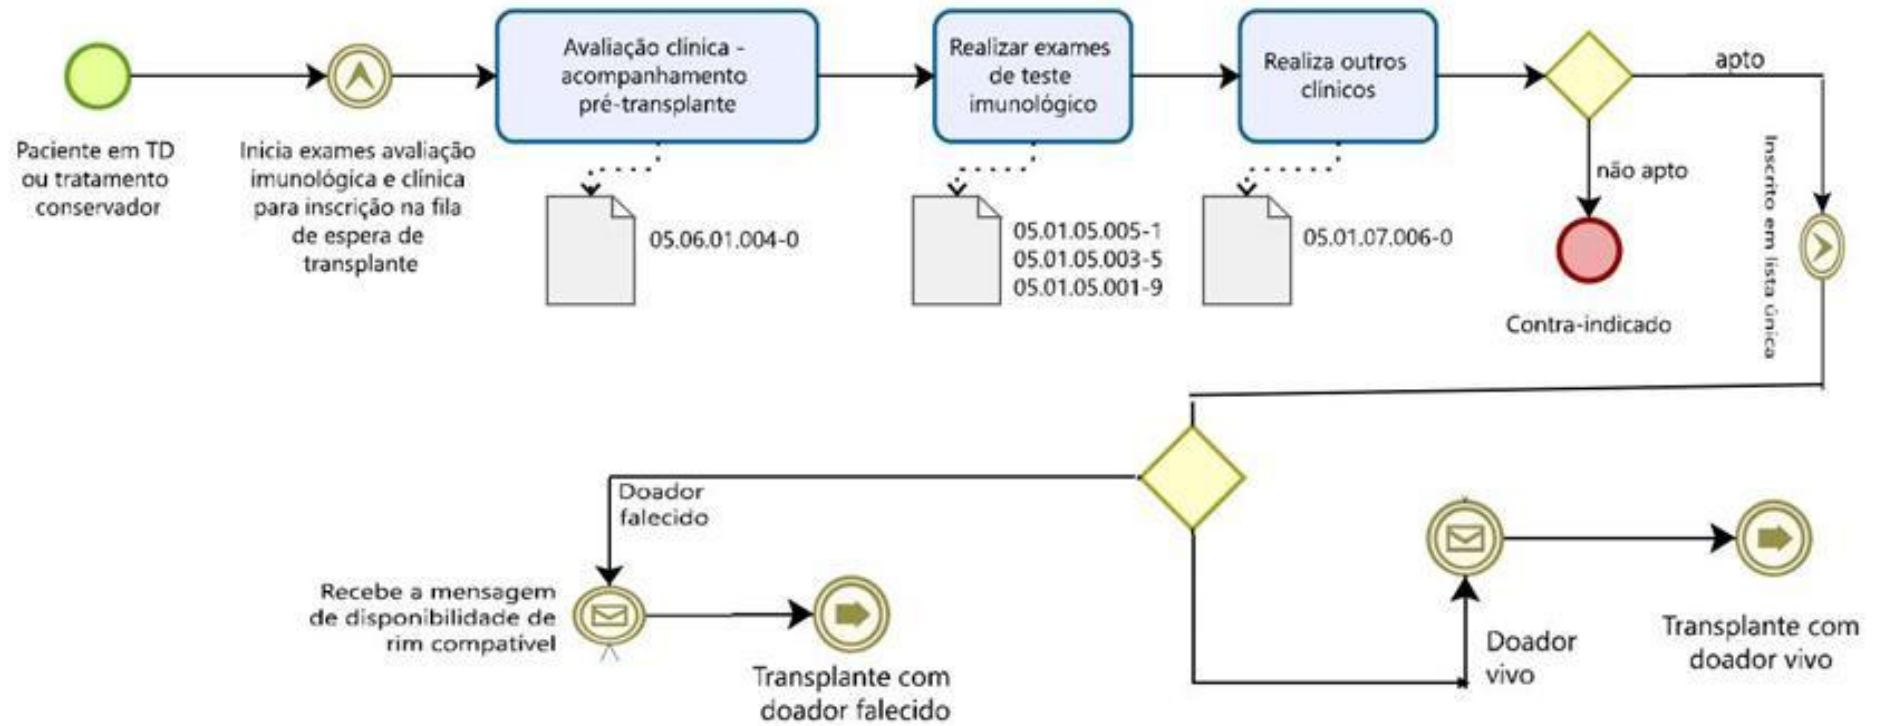 Paciente em TD
ou tratamento
conservador
Inicia exames avaliação
imunológica e clínica
para inscrição na fila
de espera de
transplante
Avaliação clínica -
acompanhamento
pré-transplante
05.06.01.004-0
Realizar exames
de teste
imunológico
05.01.05.005-1
05.01.05.003-5
05.01.05.001-9
Realiza outros
clínicos
05.01.07.006-0
apto
não apto
Contra-indicado
Inscrito em lista única
Doador
falecido
Recebe a mensagem
de disponibilidade de
rim compatível
Transplante com
doador falecido
Doador
vivo
Transplante com
doador vivo